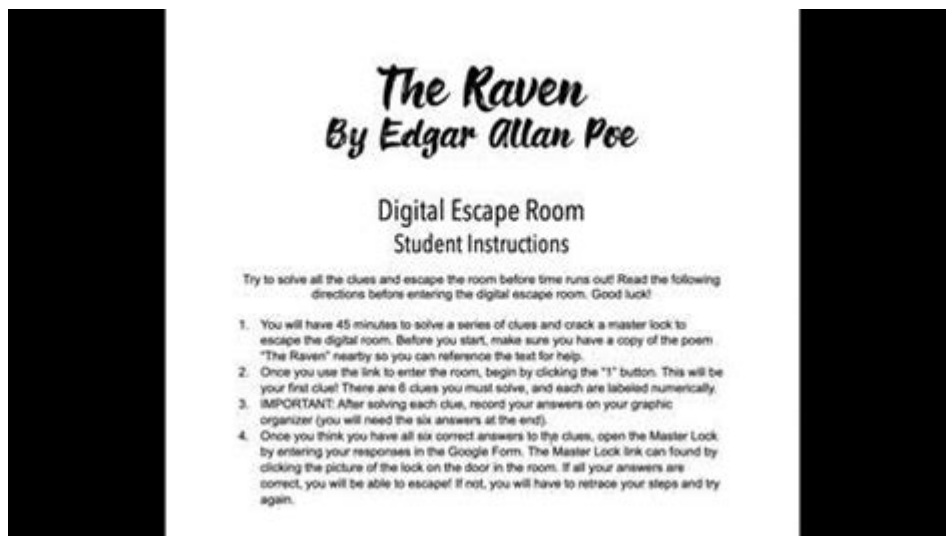 The Raven
By Edgar Allan Poe
Digital Escape Room
Student Instructions
Try to solve all the clues and escape the room before time runs out! Read the following
directions before entering the digital escape room. Good luck!
1. You will have 45 minutes to solve a series of clues and crack a master lock to
escape the digital room. Before you start, make sure you have a copy of the poem
"The Raven" nearby so you can reference the text for help.
2. Once you use the link to enter the room, begin by clicking the "1" button. This will be
your first clue! There are 6 clues you must solve, and each are labeled numerically.
3. IMPORTANT: After solving each clue, record your answers on your graphic
organizer (you will need the six answers at the end).
4. Once you think you have all six correct answers to the clues, open the Master Lock
by entering your responses in the Google Form. The Master Lock link can found by
clicking the picture of the lock on the door in the room. If all your answers are
correct, you will be able to escape! If not, you will have to retrace your steps and try
again.